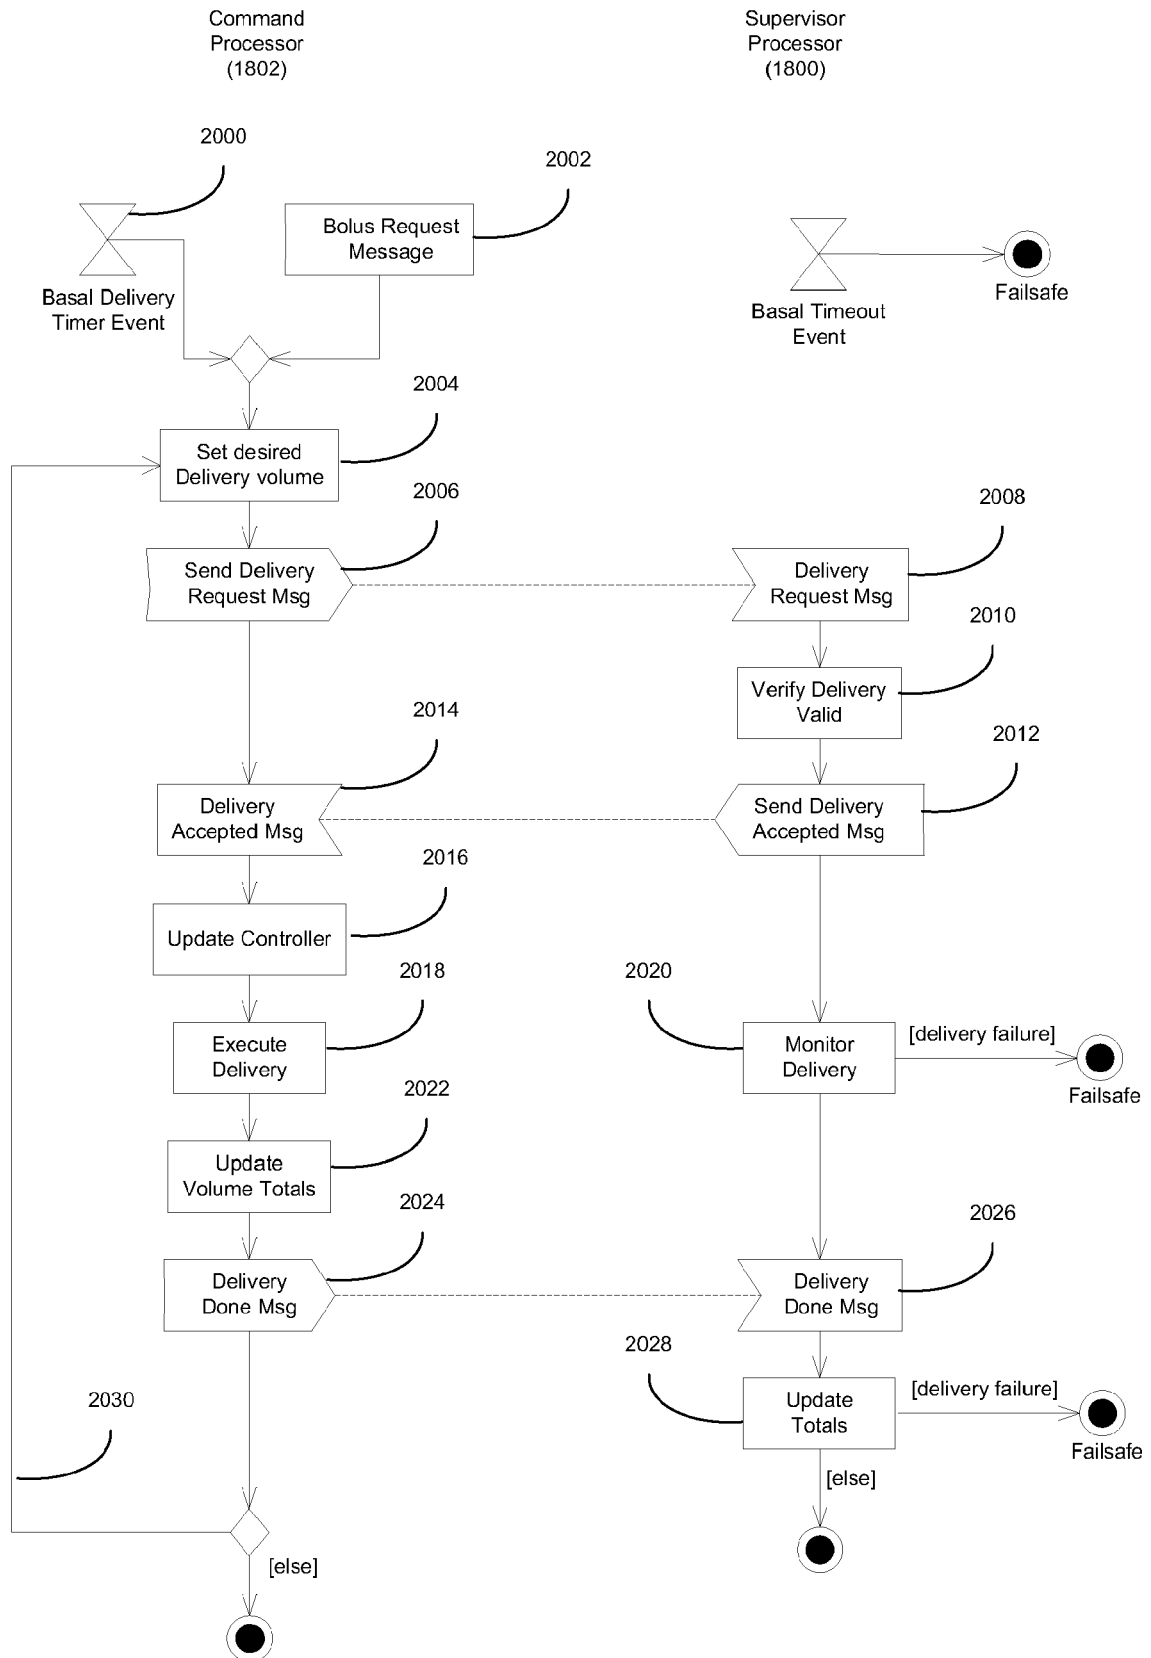 Command
Processor
(1802)
Supervisor
Processor
(1800)
2000
2002
Bolus Request
Message
Basal Delivery
Timer Event
Basal Timeout
Event
Failsafe
2004
Set desired
Delivery volume
2006
Send Delivery
Request Msg
2008
Delivery
Request Msg
2010
Verify Delivery
Valid
2014
Delivery
Accepted Msg
2012
Send Delivery
Accepted Msg
2016
Update Controller
2018
Execute
Delivery
2020
Monitor
Delivery
[delivery failure]
Failsafe
2022
Update
Volume Totals
2024
Delivery
Done Msg
2026
Delivery
Done Msg
2028
Update
Totals
[delivery failure]
Failsafe
[else]
2030
[else]